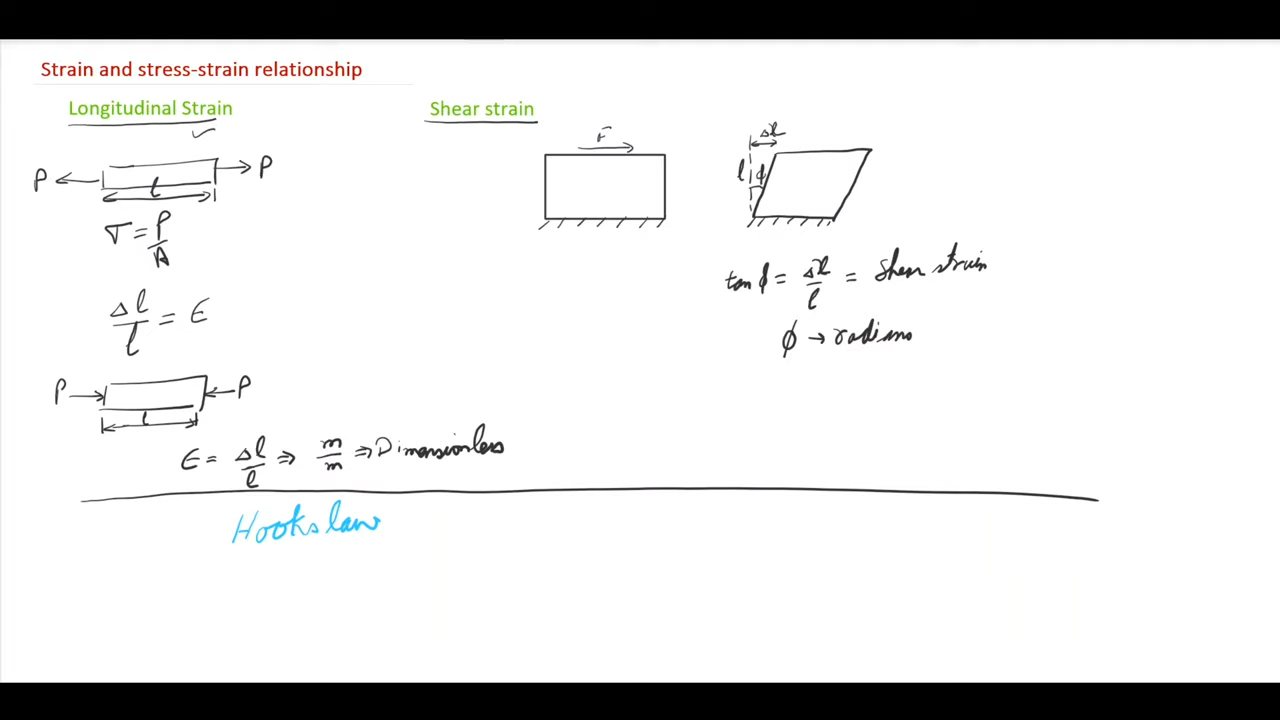 Strain and stress-strain relationship
Longitudinal Strain
P P
l
σ = P/A
Δl/l = ε
P P
l
ε = Δl/l ⇒ m/m ⇒ Dimensionless
Shear strain
F
Δl
l ϕ
tan ϕ = Δl/l = Shear strain
ϕ → radians
Hooks law